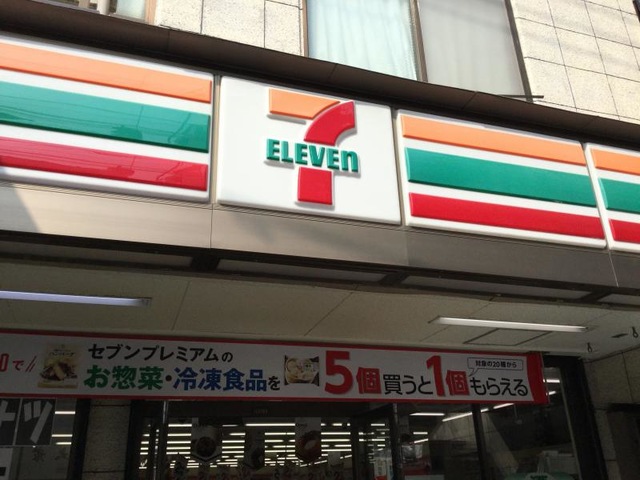 7
ELEVEn
セブンプレミアムの
お惣菜・冷凍食品を
5個買うと1個もらえる
対象の20種から